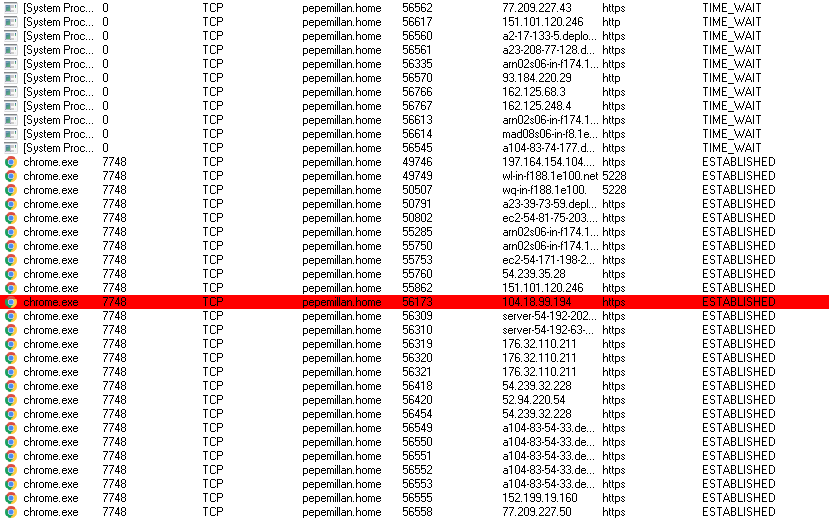 [System Proc... 0 TCP pepemillan.home 56562 77.209.227.43 https TIME_WAIT
[System Proc... 0 TCP pepemillan.home 56617 151.101.120.246 http TIME_WAIT
[System Proc... 0 TCP pepemillan.home 56560 a2-17-133-5.deplo... https TIME_WAIT
[System Proc... 0 TCP pepemillan.home 56561 a23-208-77-128.d... https TIME_WAIT
[System Proc... 0 TCP pepemillan.home 56335 arn02s06-in-f174.1... https TIME_WAIT
[System Proc... 0 TCP pepemillan.home 56570 93.184.220.29 http TIME_WAIT
[System Proc... 0 TCP pepemillan.home 56766 162.125.68.3 https TIME_WAIT
[System Proc... 0 TCP pepemillan.home 56767 162.125.248.4 https TIME_WAIT
[System Proc... 0 TCP pepemillan.home 56613 arn02s06-in-f174.1... https TIME_WAIT
[System Proc... 0 TCP pepemillan.home 56614 mad08s06-in-f8.1e... https TIME_WAIT
[System Proc... 0 TCP pepemillan.home 56545 a104-83-74-177.d... https TIME_WAIT
chrome.exe 7748 TCP pepemillan.home 49746 197.164.154.104.... https ESTABLISHED
chrome.exe 7748 TCP pepemillan.home 49749 wl-in-f188.1e100.net 5228 ESTABLISHED
chrome.exe 7748 TCP pepemillan.home 50507 wq-in-f188.1e100. 5228 ESTABLISHED
chrome.exe 7748 TCP pepemillan.home 50791 a23-39-73-59.depl... https ESTABLISHED
chrome.exe 7748 TCP pepemillan.home 50802 ec2-54-81-75-203.... https ESTABLISHED
chrome.exe 7748 TCP pepemillan.home 55285 arn02s06-in-f174.1... https ESTABLISHED
chrome.exe 7748 TCP pepemillan.home 55750 arn02s06-in-f174.1... https ESTABLISHED
chrome.exe 7748 TCP pepemillan.home 55753 ec2-54-171-198-2... https ESTABLISHED
chrome.exe 7748 TCP pepemillan.home 55760 54.239.35.28 https ESTABLISHED
chrome.exe 7748 TCP pepemillan.home 55862 151.101.120.246 https ESTABLISHED
chrome.exe 7748 TCP pepemillan.home 56173 104.18.99.194 https ESTABLISHED
chrome.exe 7748 TCP pepemillan.home 56309 server-54-192-202... https ESTABLISHED
chrome.exe 7748 TCP pepemillan.home 56310 server-54-192-63-... https ESTABLISHED
chrome.exe 7748 TCP pepemillan.home 56319 176.32.110.211 https ESTABLISHED
chrome.exe 7748 TCP pepemillan.home 56320 176.32.110.211 https ESTABLISHED
chrome.exe 7748 TCP pepemillan.home 56321 176.32.110.211 https ESTABLISHED
chrome.exe 7748 TCP pepemillan.home 56418 54.239.32.228 https ESTABLISHED
chrome.exe 7748 TCP pepemillan.home 56420 52.94.220.54 https ESTABLISHED
chrome.exe 7748 TCP pepemillan.home 56454 54.239.32.228 https ESTABLISHED
chrome.exe 7748 TCP pepemillan.home 56549 a104-83-54-33.de... https ESTABLISHED
chrome.exe 7748 TCP pepemillan.home 56550 a104-83-54-33.de... https ESTABLISHED
chrome.exe 7748 TCP pepemillan.home 56551 a104-83-54-33.de... https ESTABLISHED
chrome.exe 7748 TCP pepemillan.home 56552 a104-83-54-33.de... https ESTABLISHED
chrome.exe 7748 TCP pepemillan.home 56553 a104-83-54-33.de... https ESTABLISHED
chrome.exe 7748 TCP pepemillan.home 56555 152.199.19.160 https ESTABLISHED
chrome.exe 7748 TCP pepemillan.home 56558 77.209.227.50 https ESTABLISHED